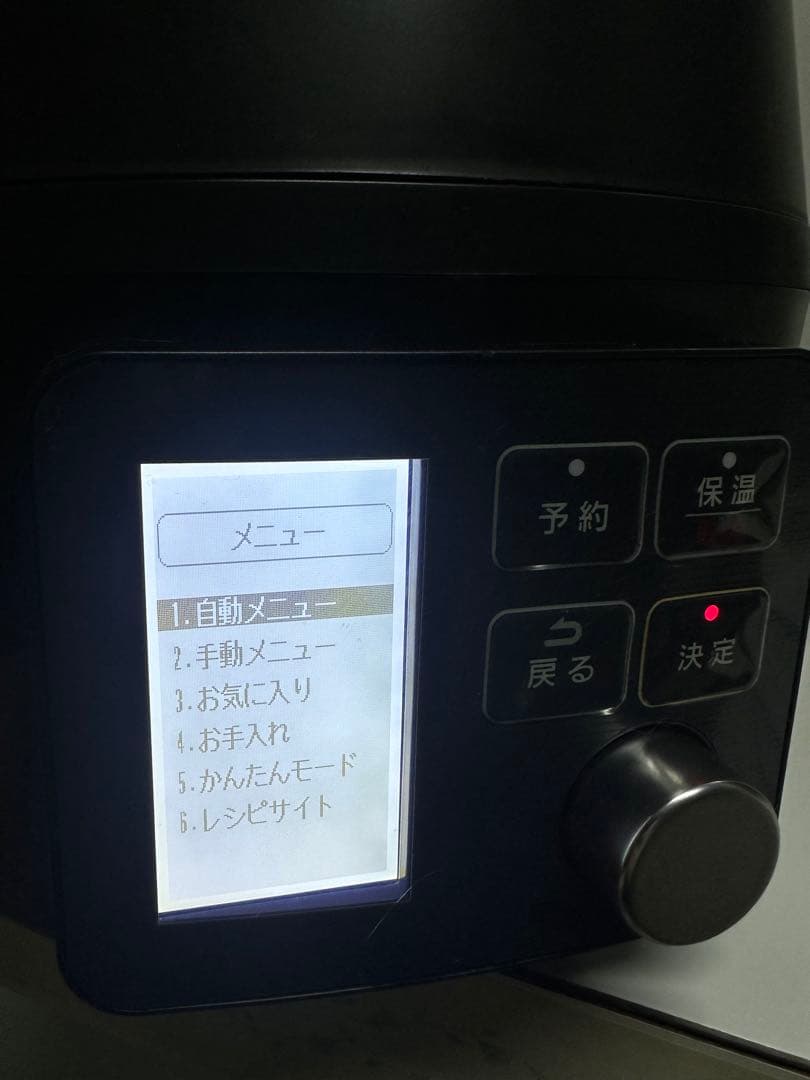 メニュー
1.自動メニュー
2.手動メニュー
3.お気に入り
4.お手入れ
5.かんたんモード
6.レシピサイト
予約
保温
戻る
決定